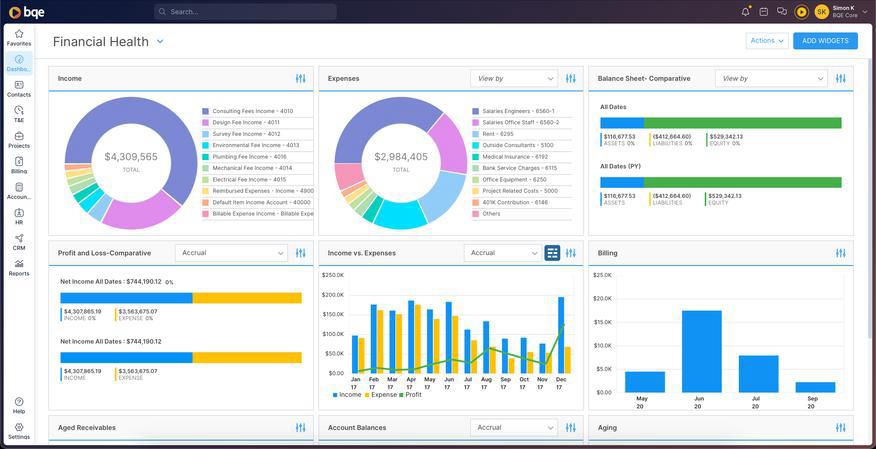 bqe
Search...
SK
Simon K
BQE Core
Favorites
Dashbo...
Contacts
T&E
Projects
Billing
Accoun...
HR
CRM
Reports
Help
Settings
Financial Health
Actions
ADD WIDGETS
Income
$4,309,565
TOTAL
Consulting Fees Income - 4010
Design Fee Income - 4011
Survey Fee Income - 4012
Environmental Fee Income - 4013
Plumbing Fee Income - 4016
Mechanical Fee Income - 4014
Electrical Fee Income - 4015
Reimbursed Expenses - Income - 4900
Default Item Income Account - 40000
Billable Expense Income - Billable Expe
Expenses
View by
$2,984,405
TOTAL
Salaries Engineers - 6560-1
Salaries Office Staff - 6560-2
Rent - 6295
Outside Consultants - 5100
Medical Insurance - 6192
Bank Service Charges - 6115
Office Equipment - 6250
Project Related Costs - 5000
401K Contribution - 6146
Others
Balance Sheet- Comparative
View by
All Dates
$116,677.53
ASSETS 0%
($412,664.60)
LIABILITIES 0%
$529,342.13
EQUITY 0%
All Dates (PY)
$116,677.53
ASSETS
($412,664.60)
LIABILITIES
$529,342.13
EQUITY
Profit and Loss-Comparative
Accrual
Net Income All Dates : $744,190.12 0%
$4,307,865.19
INCOME 0%
$3,563,675.07
EXPENSE 0%
Net Income All Dates : $744,190.12
$4,307,865.19
INCOME
$3,563,675.07
EXPENSE
Income vs. Expenses
Accrual
$250.0K
$200.0K
$150.0K
$100.0K
$50.0K
$0.00
Jan 17
Feb 17
Mar 17
Apr 17
May 17
Jun 17
Jul 17
Aug 17
Sep 17
Oct 17
Nov 17
Dec 17
Income
Expense
Profit
Billing
$25.0K
$20.0K
$15.0K
$10.0K
$5.00K
$0.00
May 20
Jun 20
Jul 20
Sep 20
Aged Receivables
Account Balances
Accrual
Aging